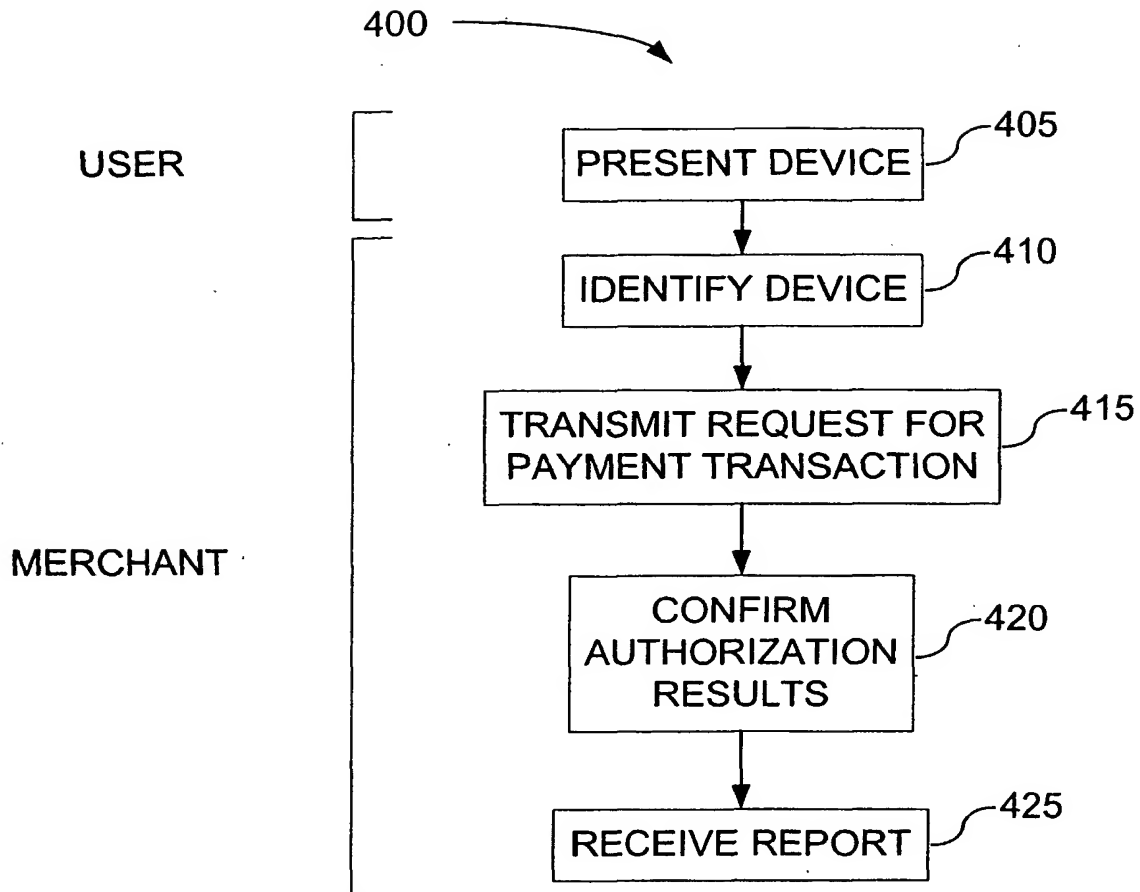 400
USER
PRESENT DEVICE
405
IDENTIFY DEVICE
410
TRANSMIT REQUEST FOR
PAYMENT TRANSACTION
415
MERCHANT
CONFIRM
AUTHORIZATION
RESULTS
420
RECEIVE REPORT
425